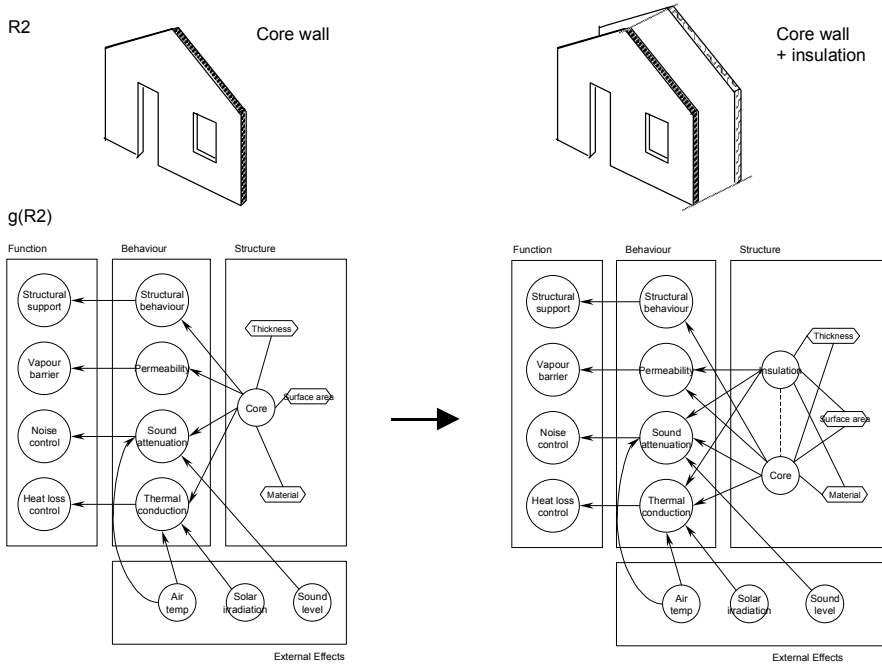 R2
Core wall
Core wall
+ insulation
g(R2)
Function
Behaviour
Structure
Structural
support
Structural
behaviour
Thickness
Vapour
barrier
Permeability
Core
Surface area
Noise
control
Sound
attenuation
Heat loss
control
Thermal
conduction
Material
Air
temp
Solar
irradiation
Sound
level
External Effects
Function
Behaviour
Structure
Structural
support
Structural
behaviour
Thickness
Vapour
barrier
Permeability
Insulation
Noise
control
Sound
attenuation
Surface area
Core
Heat loss
control
Thermal
conduction
Material
Air
temp
Solar
irradiation
Sound
level
External Effects